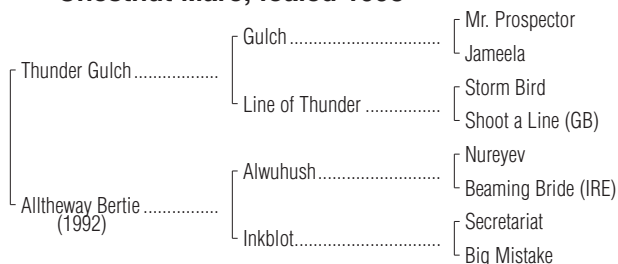 Chestnut Mare; foaled 1998
Mr. Prospector
Gulch
Jameela
Thunder Gulch
Storm Bird
Line of Thunder
Shoot a Line (GB)
Nureyev
Alwuhush
Beaming Bride (IRE)
Alltheway Bertie
(1992)
Secretariat
Inkblot
Big Mistake